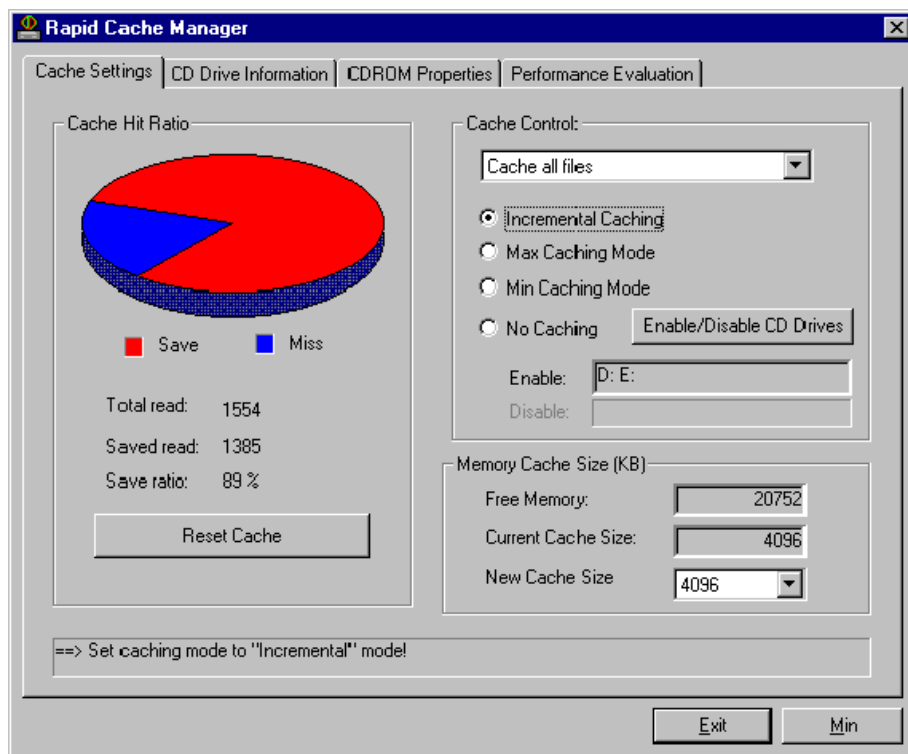 Rapid Cache Manager
Cache Settings
CD Drive Information
CDROM Properties
Performance Evaluation
Cache Hit Ratio
Save
Miss
Total read: 1554
Saved read: 1385
Save ratio: 89 %
Reset Cache
Cache Control:
Cache all files
Incremental Caching
Max Caching Mode
Min Caching Mode
No Caching
Enable/Disable CD Drives
Enable: D: E:
Disable:
Memory Cache Size (KB)
Free Memory: 20752
Current Cache Size: 4096
New Cache Size 4096
==> Set caching mode to "Incremental" mode!
Exit
Min